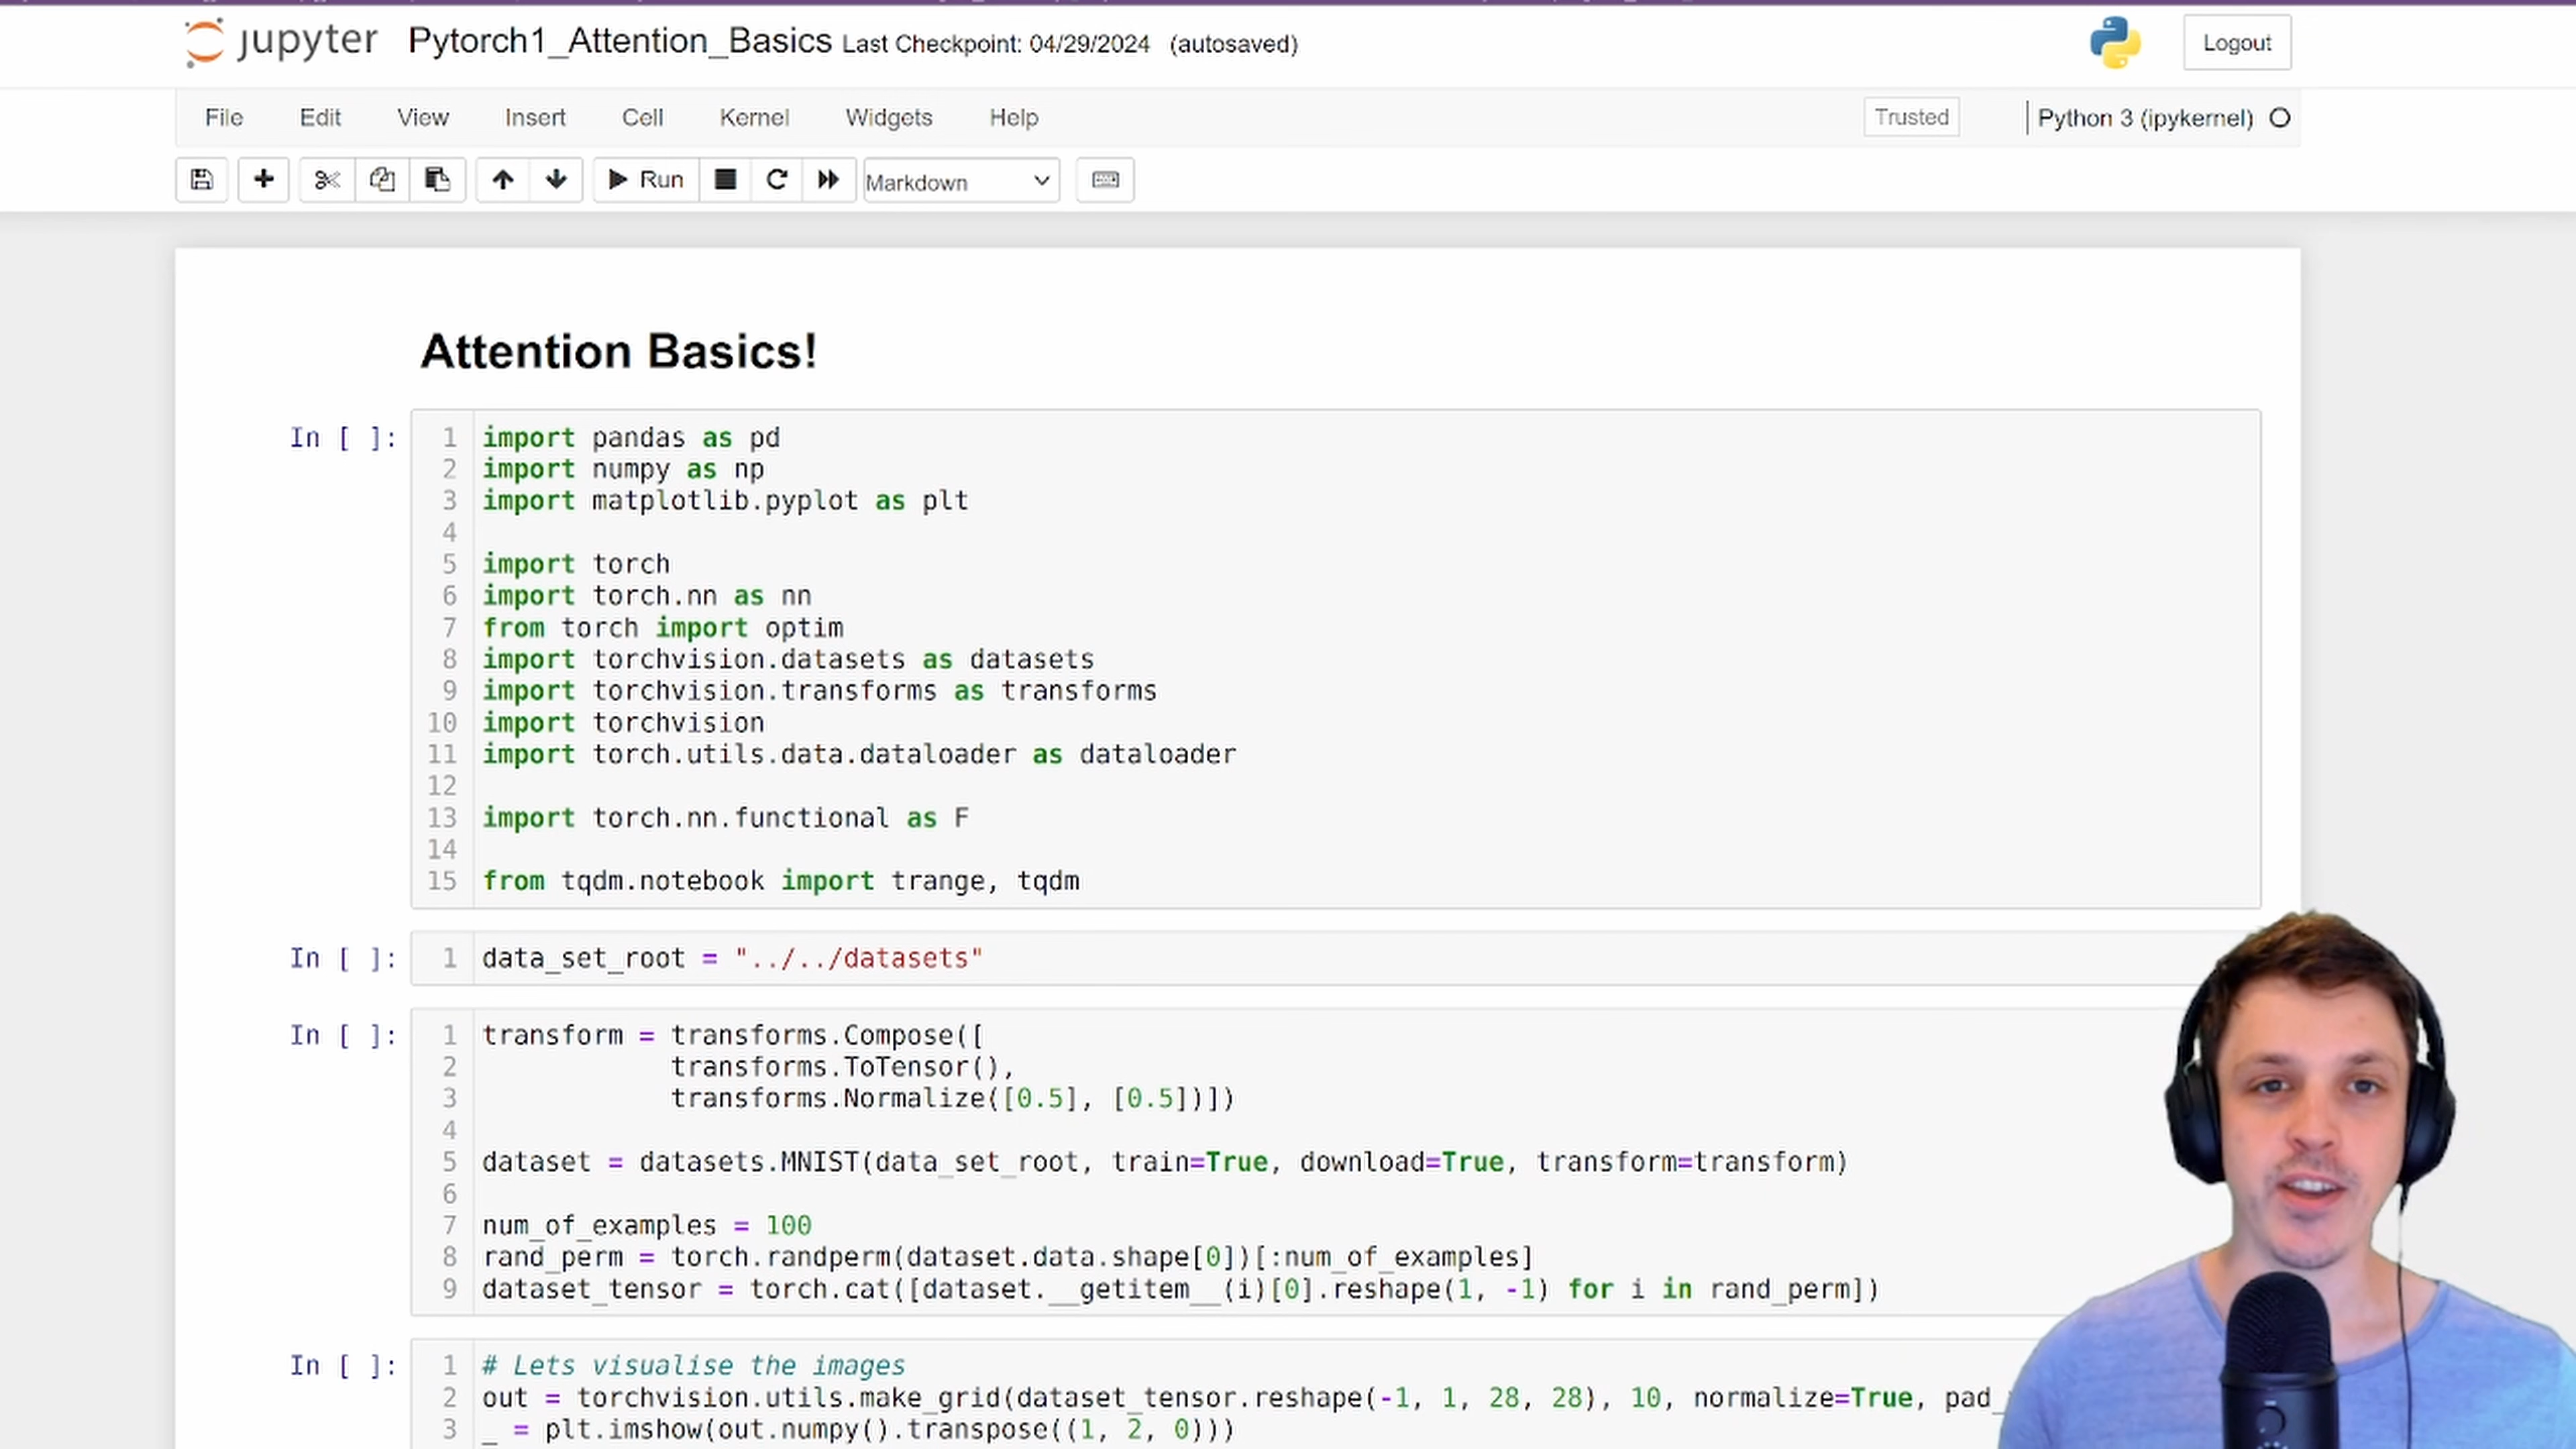 jupyter Pytorch1_Attention_Basics Last Checkpoint: 04/29/2024 (autosaved) Logout
File Edit View Insert Cell Kernel Widgets Help Trusted Python 3 (ipykernel)
Run Markdown
Attention Basics!
In [ ]: 1 import pandas as pd
2 import numpy as np
3 import matplotlib.pyplot as plt
4
5 import torch
6 import torch.nn as nn
7 from torch import optim
8 import torchvision.datasets as datasets
9 import torchvision.transforms as transforms
10 import torchvision
11 import torch.utils.data.dataloader as dataloader
12
13 import torch.nn.functional as F
14
15 from tqdm.notebook import trange, tqdm
In [ ]: 1 data_set_root = "../../datasets"
In [ ]: 1 transform = transforms.Compose([
2 transforms.ToTensor(),
3 transforms.Normalize([0.5], [0.5])])
4
5 dataset = datasets.MNIST(data_set_root, train=True, download=True, transform=transform)
6
7 num_of_examples = 100
8 rand_perm = torch.randperm(dataset.data.shape[0])[:num_of_examples]
9 dataset_tensor = torch.cat([dataset.__getitem__(i)[0].reshape(1, -1) for i in rand_perm])
In [ ]: 1 # Lets visualise the images
2 out = torchvision.utils.make_grid(dataset_tensor.reshape(-1, 1, 28, 28), 10, normalize=True, pad_
3 _ = plt.imshow(out.numpy().transpose((1, 2, 0)))